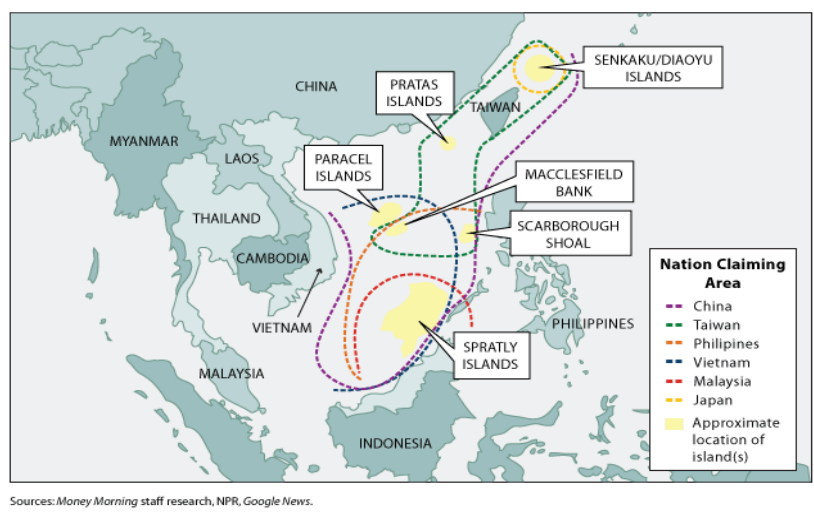 SENKAKU/DIAOYU
ISLANDS
CHINA
PRATAS
ISLANDS
TAIWAN
MYANMAR
LAOS
PARACEL
ISLANDS
MACCLESFIELD
BANK
THAILAND
SCARBOROUGH
SHOAL
CAMBODIA
VIETNAM
PHILIPPINES
SPRATLY
ISLANDS
MALAYSIA
INDONESIA
Nation Claiming
Area
China
Taiwan
Philipines
Vietnam
Malaysia
Japan
Approximate
location of
island(s)
Sources: Money Morning staff research, NPR, Google News.